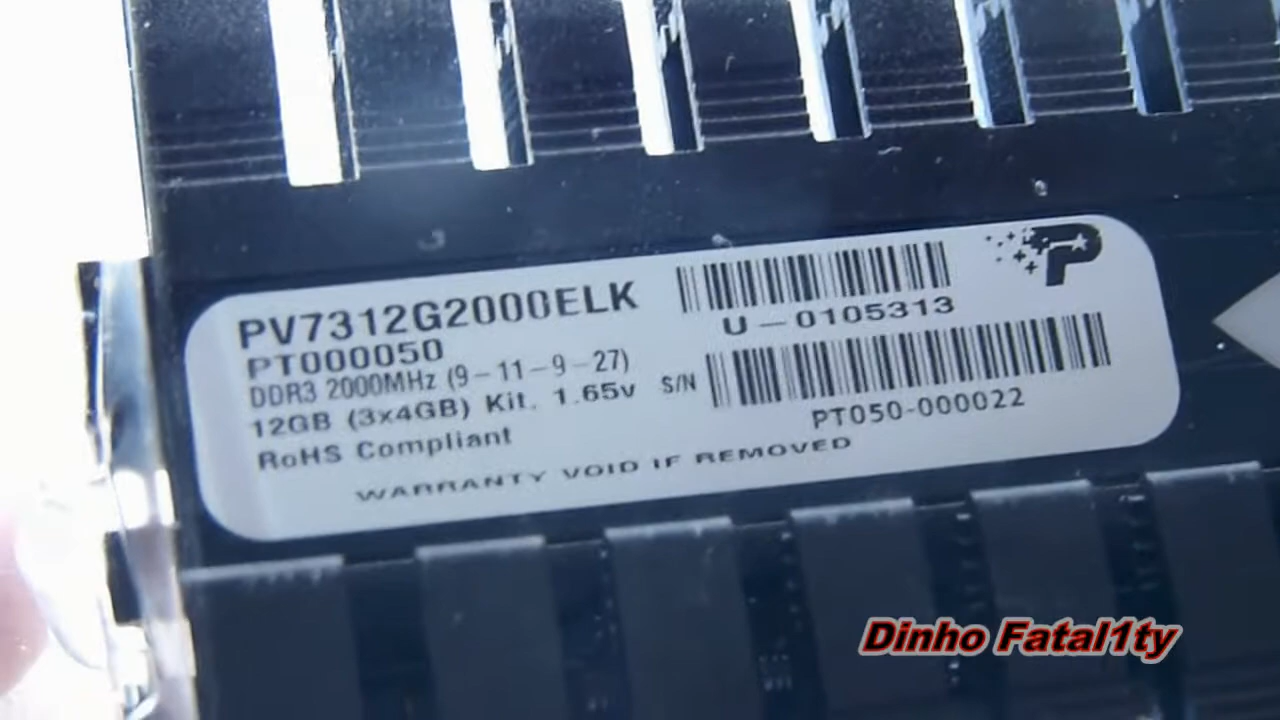 PV7312G2000ELK
PT000050
DDR3 2000MHz (9-11-9-27)
12GB (3x4GB) Kit. 1.65v
RoHS Compliant
WARRANTY VOID IF REMOVED
U-0105313
S/N
PT050-000022
P
Dinho Fatal1ty